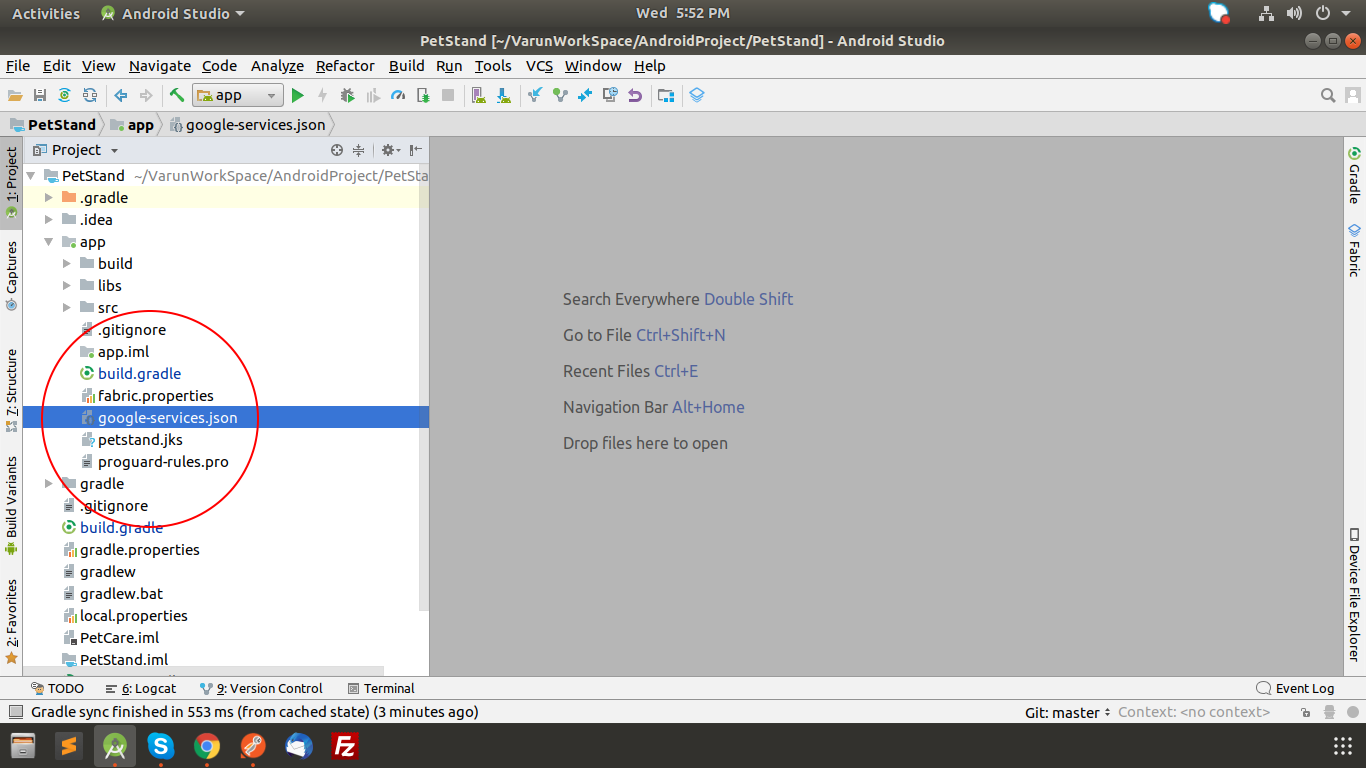 Activities Android Studio Wed 5:52 PM
PetStand [~/VarunWorkSpace/AndroidProject/PetStand] - Android Studio
File Edit View Navigate Code Analyze Refactor Build Run Tools VCS Window Help
app
PetStand app google-services.json
Project
PetStand ~/VarunWorkSpace/AndroidProject/PetSta
.gradle
.idea
app
build
libs
src
.gitignore
app.iml
build.gradle
fabric.properties
google-services.json
petstand.jks
proguard-rules.pro
gradle
.gitignore
build.gradle
gradle.properties
gradlew
gradlew.bat
local.properties
PetCare.iml
PetStand.iml
1: Project
Captures
7: Structure
Build Variants
2: Favorites
Search Everywhere Double Shift
Go to File Ctrl+Shift+N
Recent Files Ctrl+E
Navigation Bar Alt+Home
Drop files here to open
Gradle
Fabric
Device File Explorer
TODO 6: Logcat 9: Version Control Terminal Event Log
Gradle sync finished in 553 ms (from cached state) (3 minutes ago) Git: master Context: <no context>